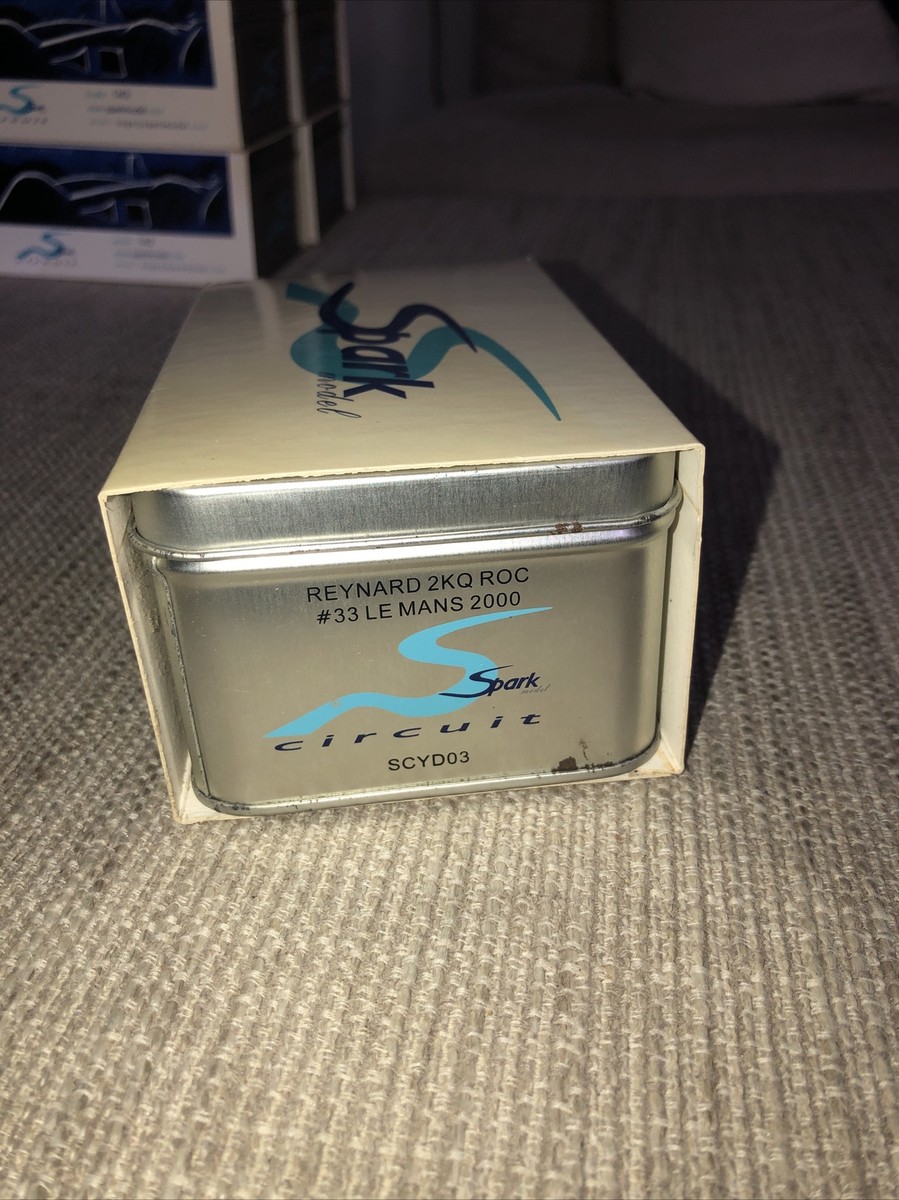 Spark
model
REYNARD 2KQ ROC
#33 LE MANS 2000
Spark
model
circuit
SCYD03